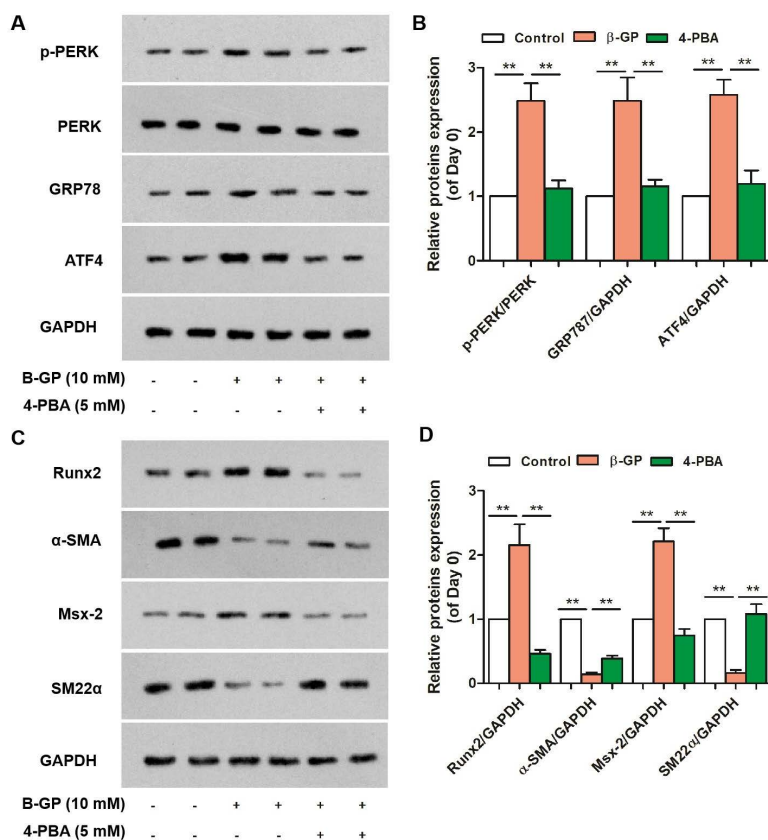 A
p-PERK
PERK
GRP78
ATF4
GAPDH
B-GP (10 mM) - - + + + +
4-PBA (5 mM) - - - - + +
B
Control β-GP 4-PBA
** ** ** ** ** **
Relative proteins expression
(of Day 0)
3
2
1
0
p-PERK/PERK
GRP787/GAPDH
ATF4/GAPDH
C
Runx2
α-SMA
Msx-2
SM22α
GAPDH
B-GP (10 mM) - - + + + +
4-PBA (5 mM) - - - - + +
D
Control β-GP 4-PBA
** ** ** ** ** ** ** **
Relative proteins expression
(of Day 0)
3
2
1
0
Runx2/GAPDH
α-SMA/GAPDH
Msx-2/GAPDH
SM22α/GAPDH